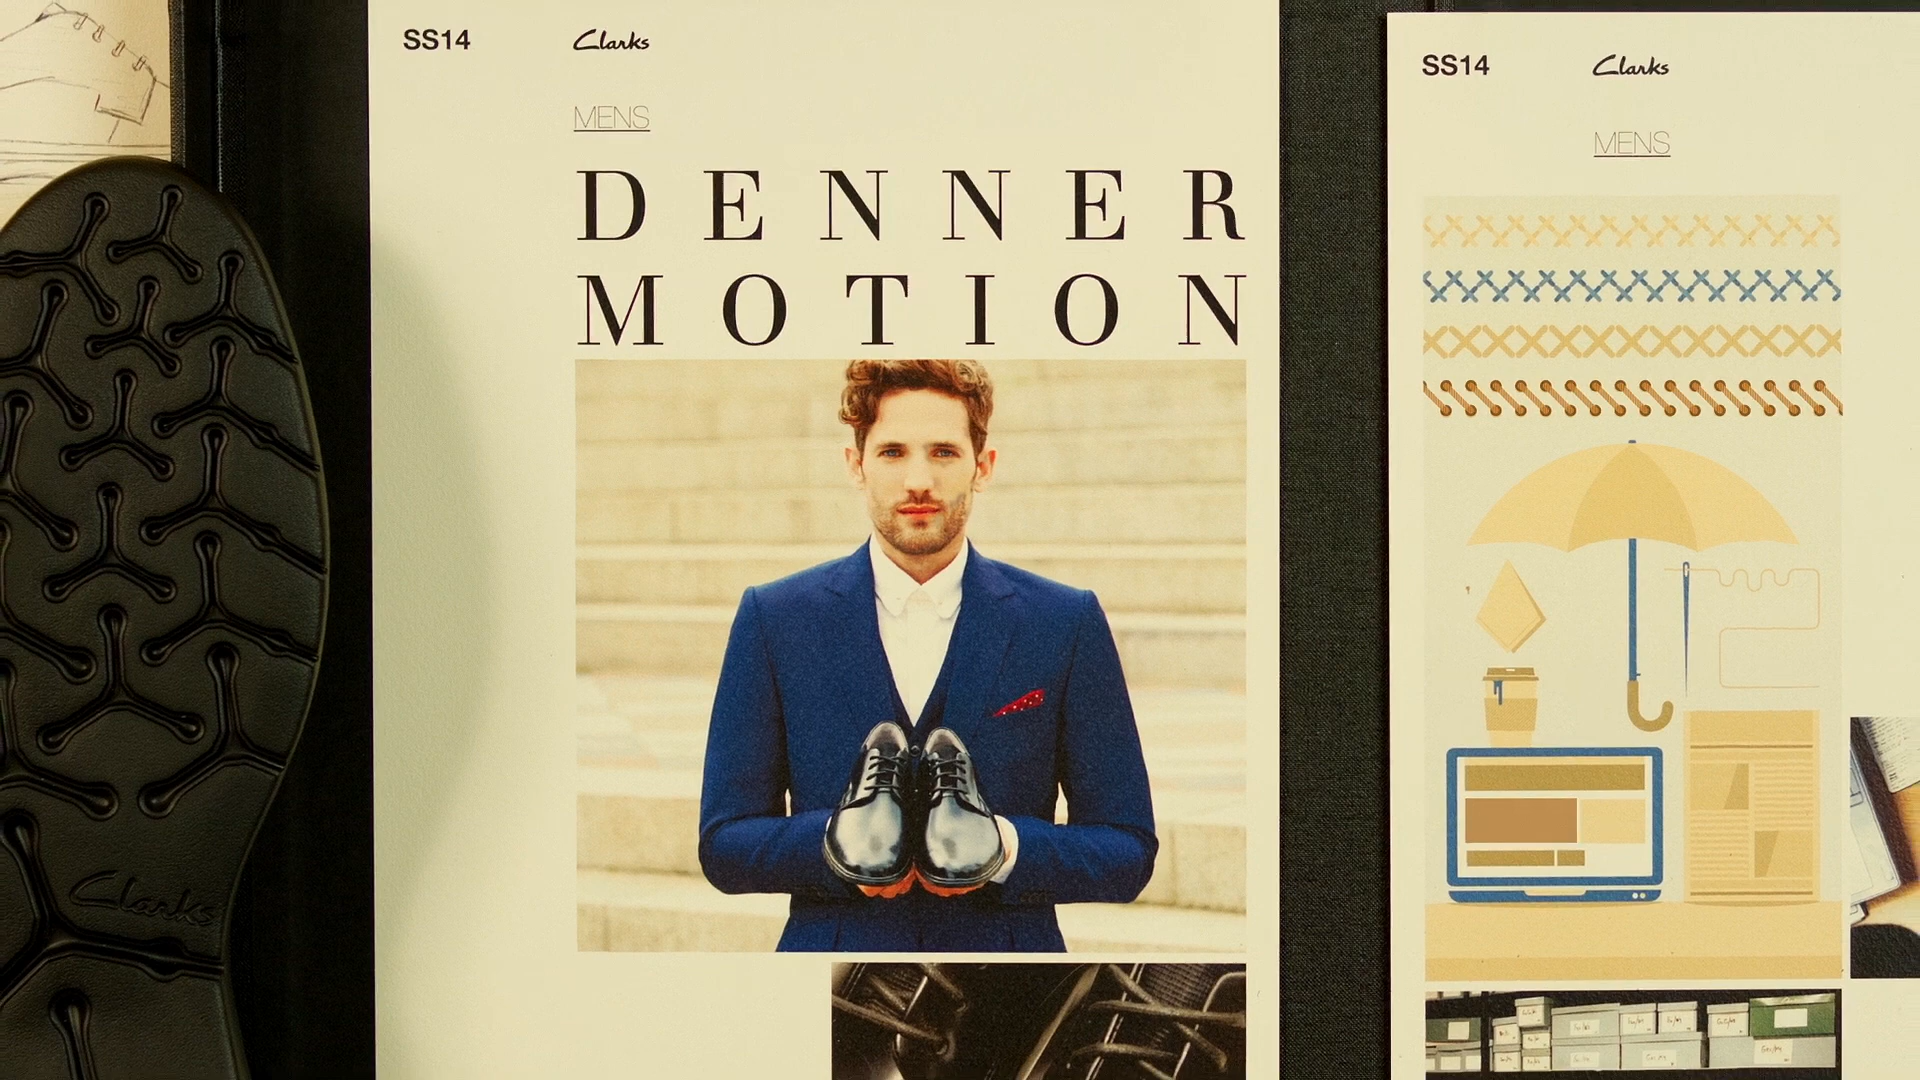 SS14
Clarks
MENS
DENNER
MOTION
Clarks
SS14
Clarks
MENS